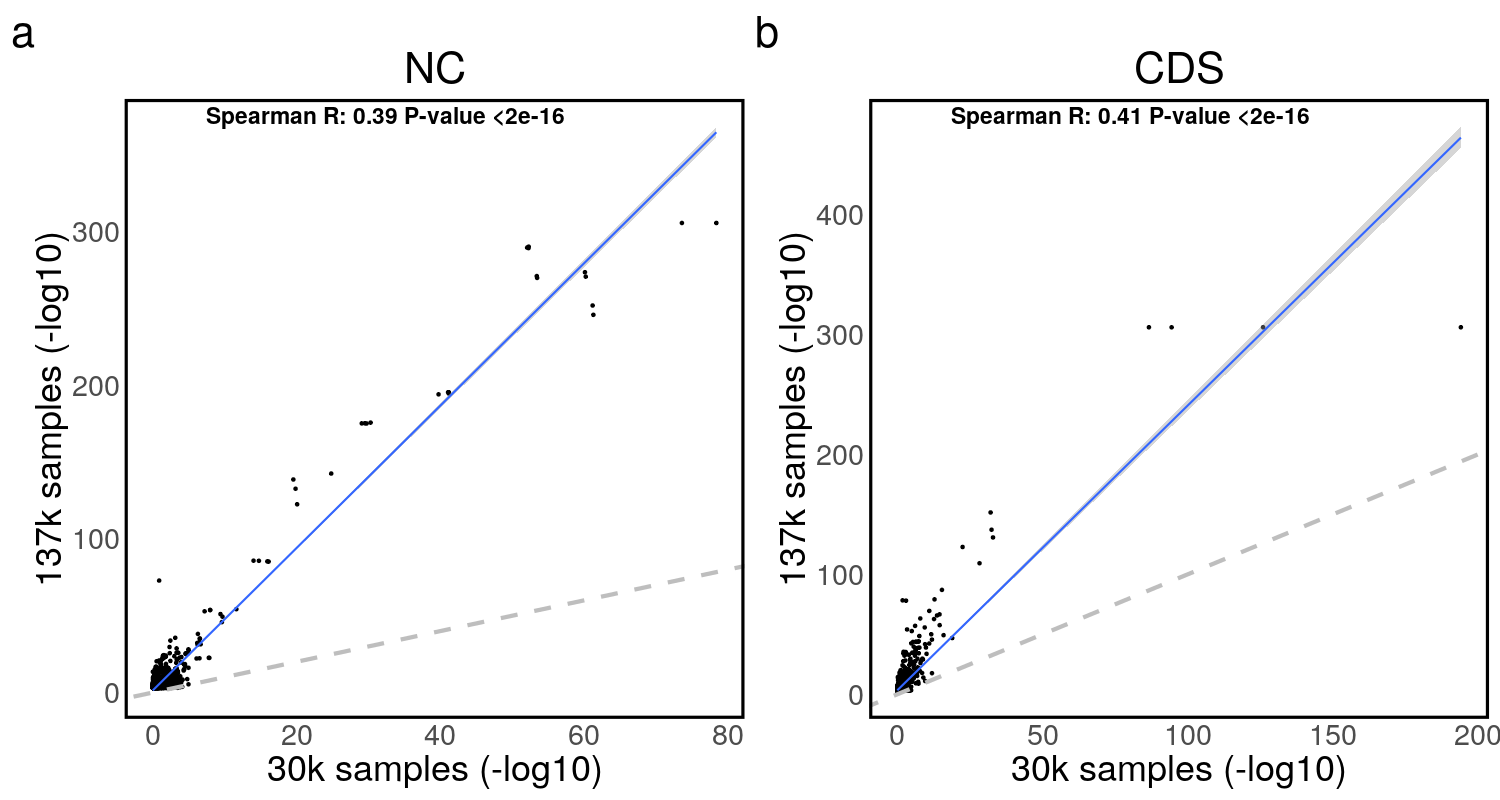 a
NC
Spearman R: 0.39 P-value <2e-16
137k samples (-log10)
300
200
100
0
0 20 40 60 80
30k samples (-log10)
b
CDS
Spearman R: 0.41 P-value <2e-16
137k samples (-log10)
400
300
200
100
0
0 50 100 150 200
30k samples (-log10)